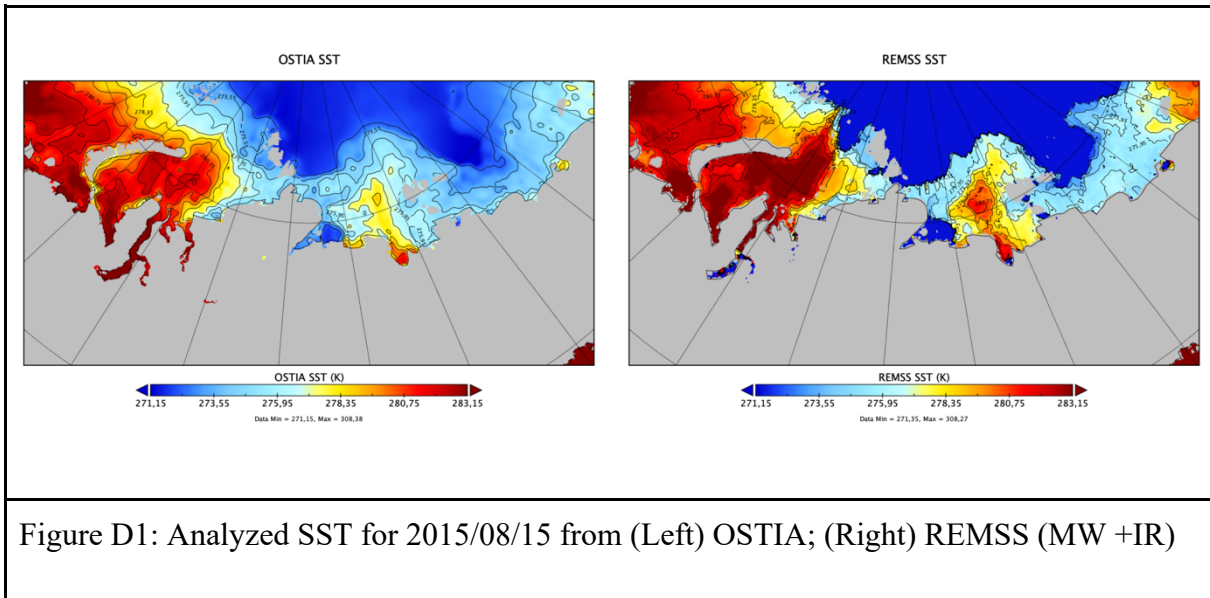 OSTIA SST
REMSS SST
OSTIA SST (K)
271,15 273,55 275,95 278,35 280,75 283,15
Data Min = 271,15, Max = 308,38
REMSS SST (K)
271,15 273,55 275,95 278,35 280,75 283,15
Data Min = 271,35, Max = 308,27
Figure D1: Analyzed SST for 2015/08/15 from (Left) OSTIA; (Right) REMSS (MW +IR)